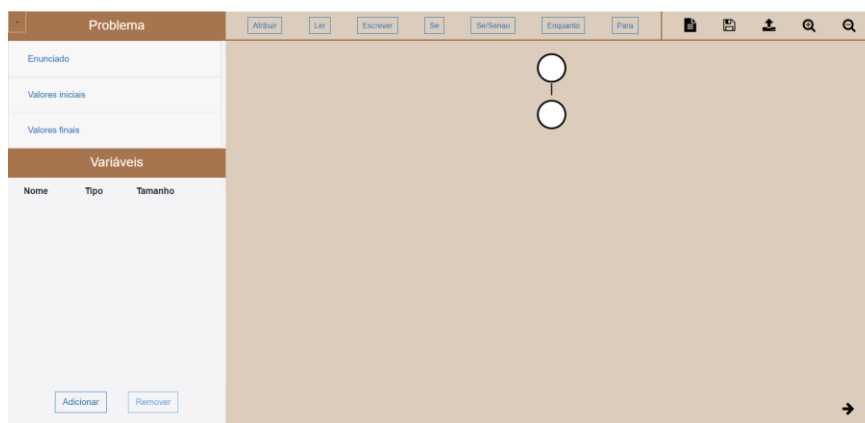 Problema
Atribuir Ler Escrever Se Se/Senao Enquanto Para
Enunciado
Valores iniciais
Valores finais
Variáveis
Nome Tipo Tamanho
Adicionar Remover